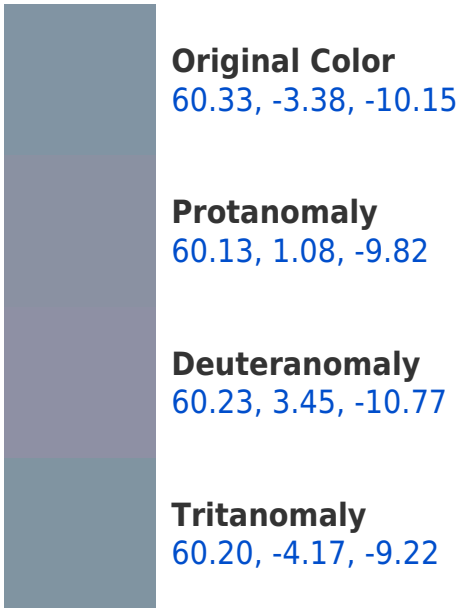 Original Color
60.33, -3.38, -10.15
Protanomaly
60.13, 1.08, -9.82
Deuteranomaly
60.23, 3.45, -10.77
Tritanomaly
60.20, -4.17, -9.22